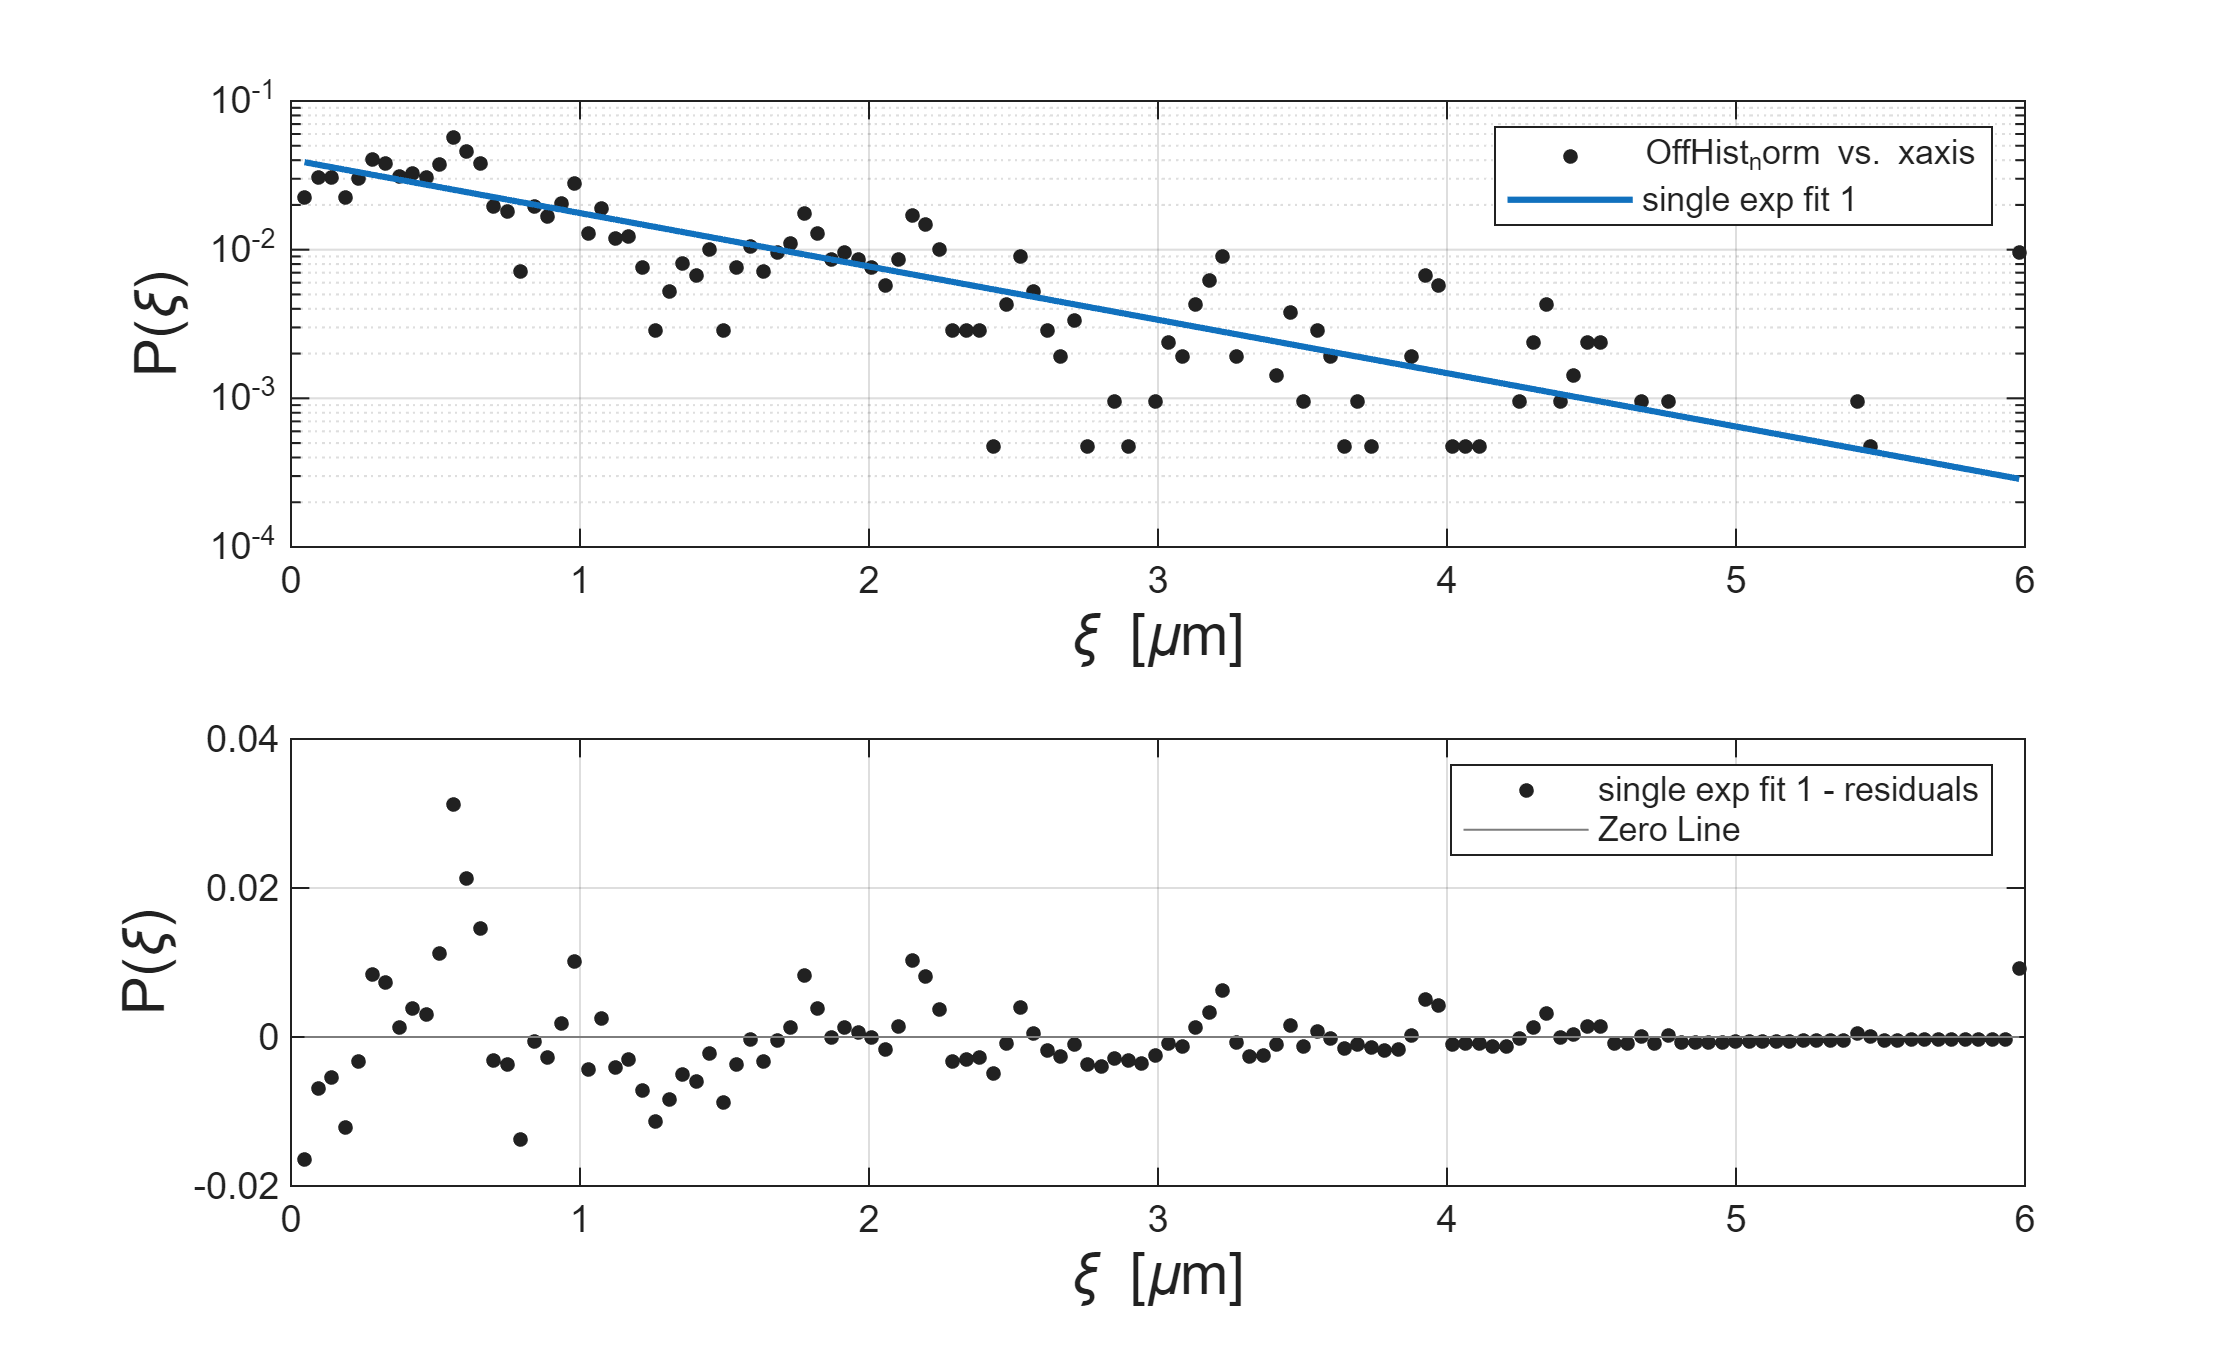 10^-1
10^-2
10^-3
10^-4
P(ξ)
OffHist_norm vs. xaxis
single exp fit 1
0 1 2 3 4 5 6
ξ [µm]
0.04
0.02
0
-0.02
P(ξ)
single exp fit 1 - residuals
Zero Line
0 1 2 3 4 5 6
ξ [µm]